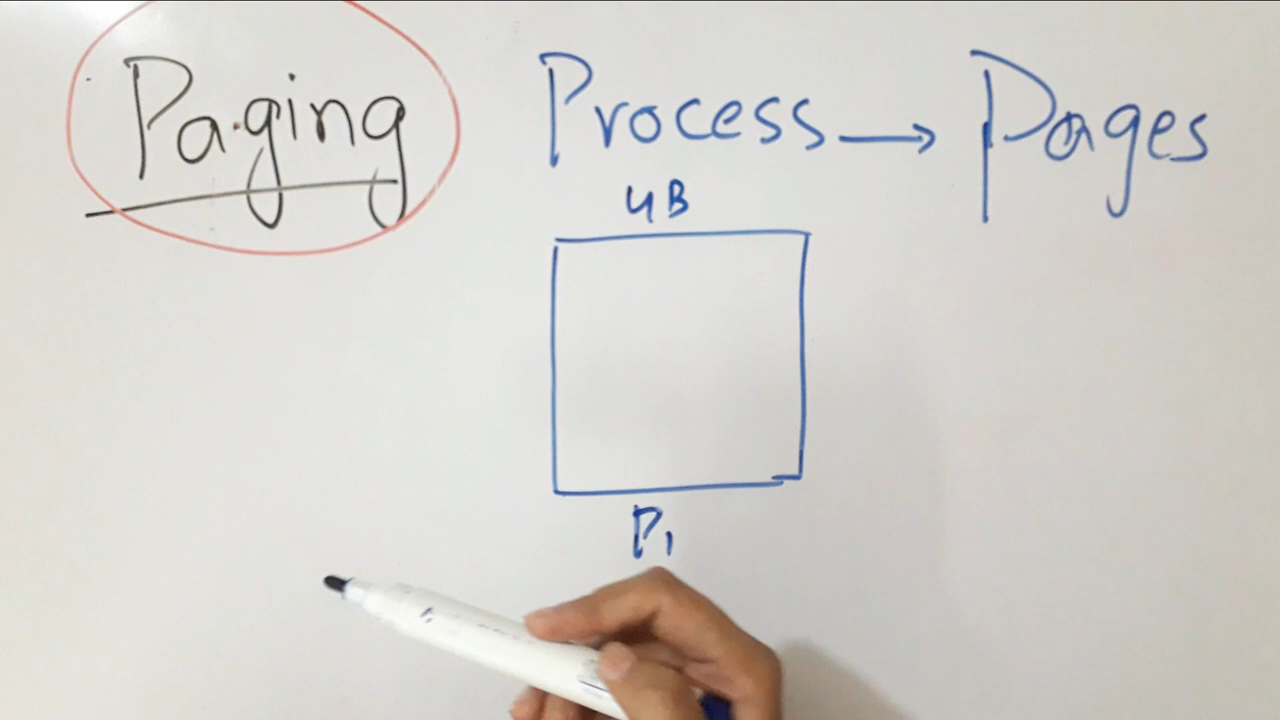 Paging
Process → Pages
4B
P1